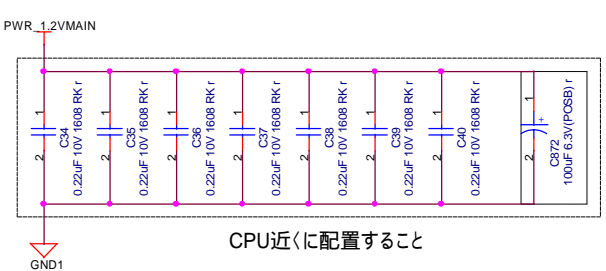 PWR_1.2VMAIN
1
2
C34
0.22uF 10V 1608 RK r
1
2
C35
0.22uF 10V 1608 RK r
1
2
C36
0.22uF 10V 1608 RK r
1
2
C37
0.22uF 10V 1608 RK r
1
2
C38
0.22uF 10V 1608 RK r
1
2
C39
0.22uF 10V 1608 RK r
1
2
C40
0.22uF 10V 1608 RK r
1
+
2
C872
100uF 6.3V(POSB) r
CPU近くに配置すること
GND1